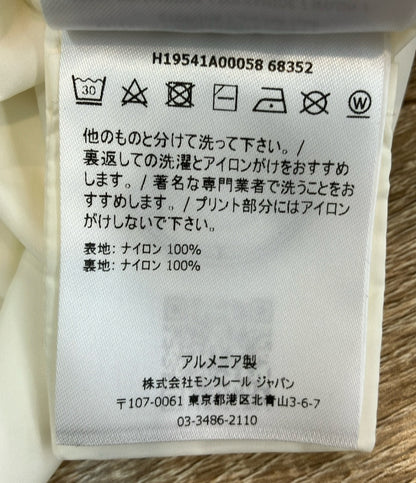 H19541A00058 68352
30
W
他のものと分けて洗って下さい。/
裏返しての洗濯とアイロンがけをおすすめ
します。/ 著名な専門業者で洗うことをお
すすめします。/ プリント部分にはアイロン
がけしないで下さい。
表地: ナイロン 100%
裏地: ナイロン 100%
アルメニア製
株式会社モンクレール ジャパン
〒107-0061 東京都港区北青山3-6-7
03-3486-2110